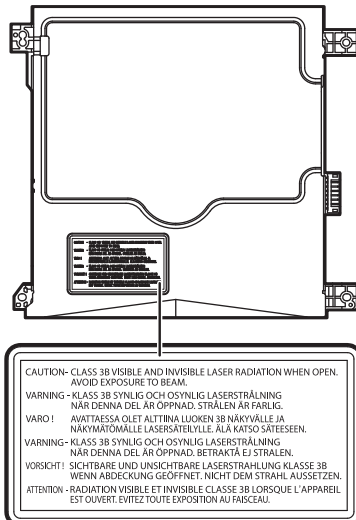 CAUTION- CLASS 3B VISIBLE AND INVISIBLE LASER RADIATION WHEN OPEN.
AVOID EXPOSURE TO BEAM.
VARNING - KLASS 3B SYNLIG OCH OSYNLIG LASERSTRÅLNING
NÄR DENNA DEL ÄR ÖPPNAD. STRÅLEN ÄR FARLIG.
VARO ! AVATTAESSA OLET ALTTIINA LUOKEN 3B NÄKYVÄLLE JA
NÄKYMÄTÖMÄLLE LASERSÄTEILYLLE. ÄLÄ KATSO SÄTEESEEN.
VARNING- KLASS 3B SYNLIG OCH OSYNLIG LASERSTRÅLNING
NÄR DENNA DEL ÄR ÖPPNAD. BETRAKTÅ EJ STRALEN.
VORSICHT ! SICHTBARE UND UNSICHTBARE LASERSTRAHLUNG KLASSE 3B
WENN ABDECKUNG GEÖFFNET. NICHT DEM STRAHL AUSSETZEN.
ATTENTION - RADIATION VISIBLE ET INVISIBLE CLASSE 3B LORSQUE L'APPAREIL
EST OUVERT. EVITEZ TOUTE EXPOSITION AU FAISCEAU.